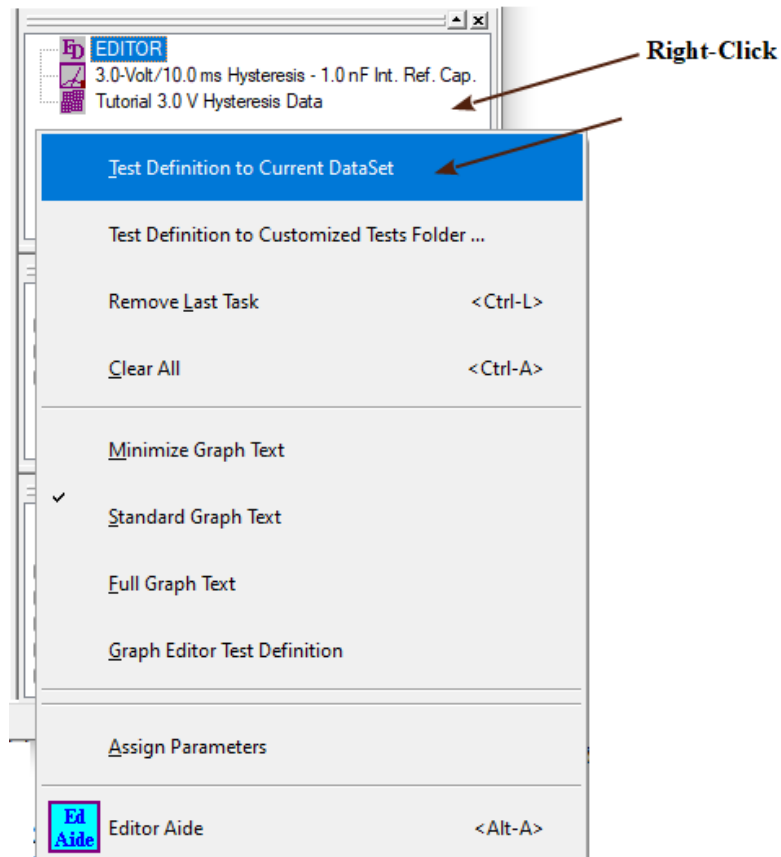 Right-Click
ED EDITOR
3.0-Volt/10.0 ms Hysteresis - 1.0 nF Int. Ref. Cap.
Tutorial 3.0 V Hysteresis Data
Test Definition to Current DataSet
Test Definition to Customized Tests Folder ...
Remove Last Task <Ctrl-L>
Clear All <Ctrl-A>
Minimize Graph Text
Standard Graph Text
Full Graph Text
Graph Editor Test Definition
Assign Parameters
Ed
Aide
Editor Aide <Alt-A>